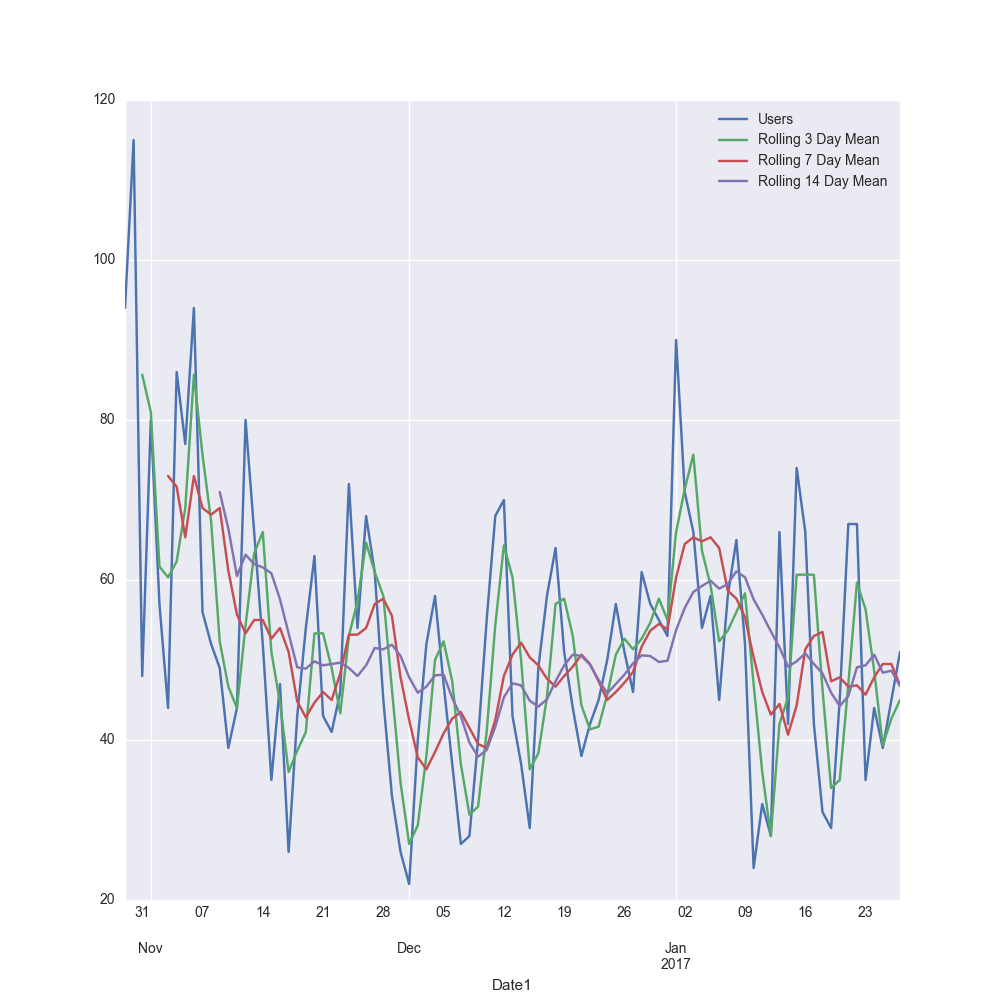 120
100
80
60
40
20
Users
Rolling 3 Day Mean
Rolling 7 Day Mean
Rolling 14 Day Mean
31 07 14 21 28 05 12 19 26 02 09 16 23
Nov Dec Jan
2017
Date1